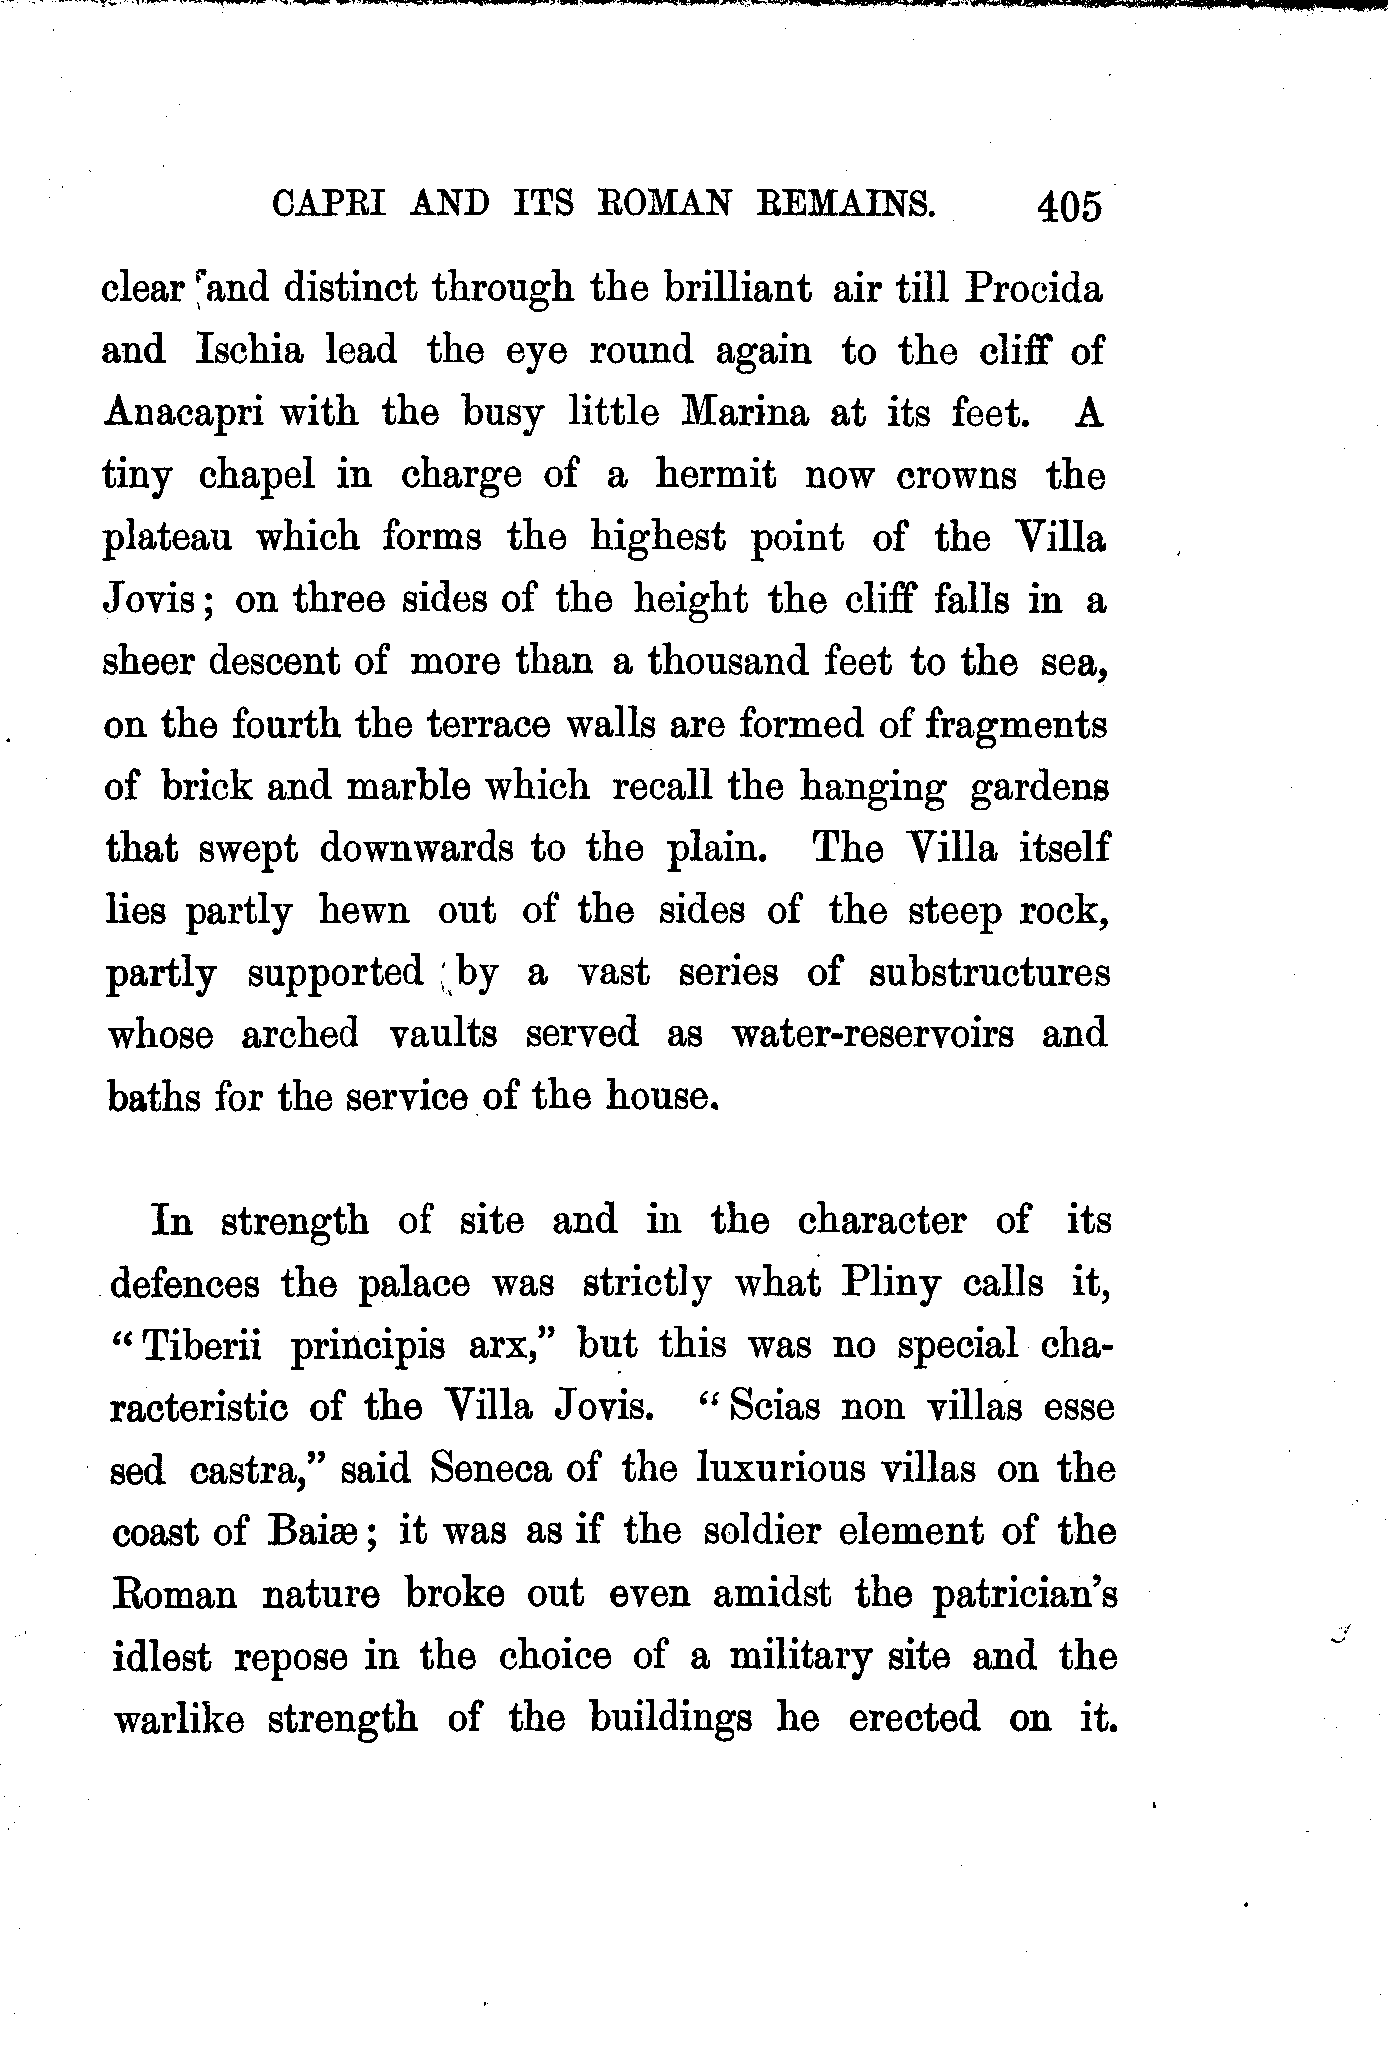 CAPRI AND ITS ROMAN REMAINS. 405
clear and distinct through the brilliant air till Procida
and Ischia lead the eye round again to the cliff of
Anacapri with the busy little Marina at its feet. A
tiny chapel in charge of a hermit now crowns the
plateau which forms the highest point of the Villa
Jovis; on three sides of the height the cliff falls in a
sheer descent of more than a thousand feet to the sea,
on the fourth the terrace walls are formed of fragments
of brick and marble which recall the hanging gardens
that swept downwards to the plain. The Villa itself
lies partly hewn out of the sides of the steep rock,
partly supported by a vast series of substructures
whose arched vaults served as water-reservoirs and
baths for the service of the house.
In strength of site and in the character of its
defences the palace was strictly what Pliny calls it,
“Tiberii principis arx,” but this was no special cha-
racteristic of the Villa Jovis. “Scias non villas esse
sed castra,” said Seneca of the luxurious villas on the
coast of Baiæ; it was as if the soldier element of the
Roman nature broke out even amidst the patrician’s
idlest repose in the choice of a military site and the
warlike strength of the buildings he erected on it.